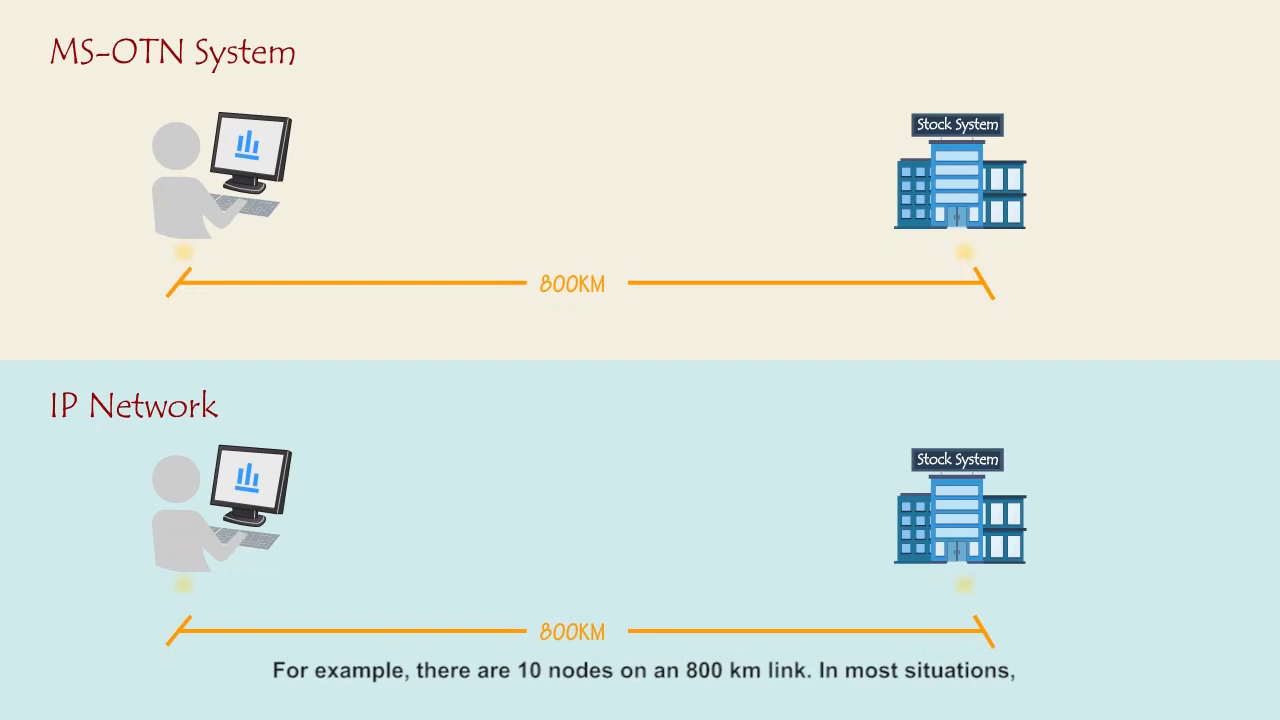 MS-OTN System
Stock System
800KM
IP Network
Stock System
800KM
For example, there are 10 nodes on an 800 km link. In most situations,